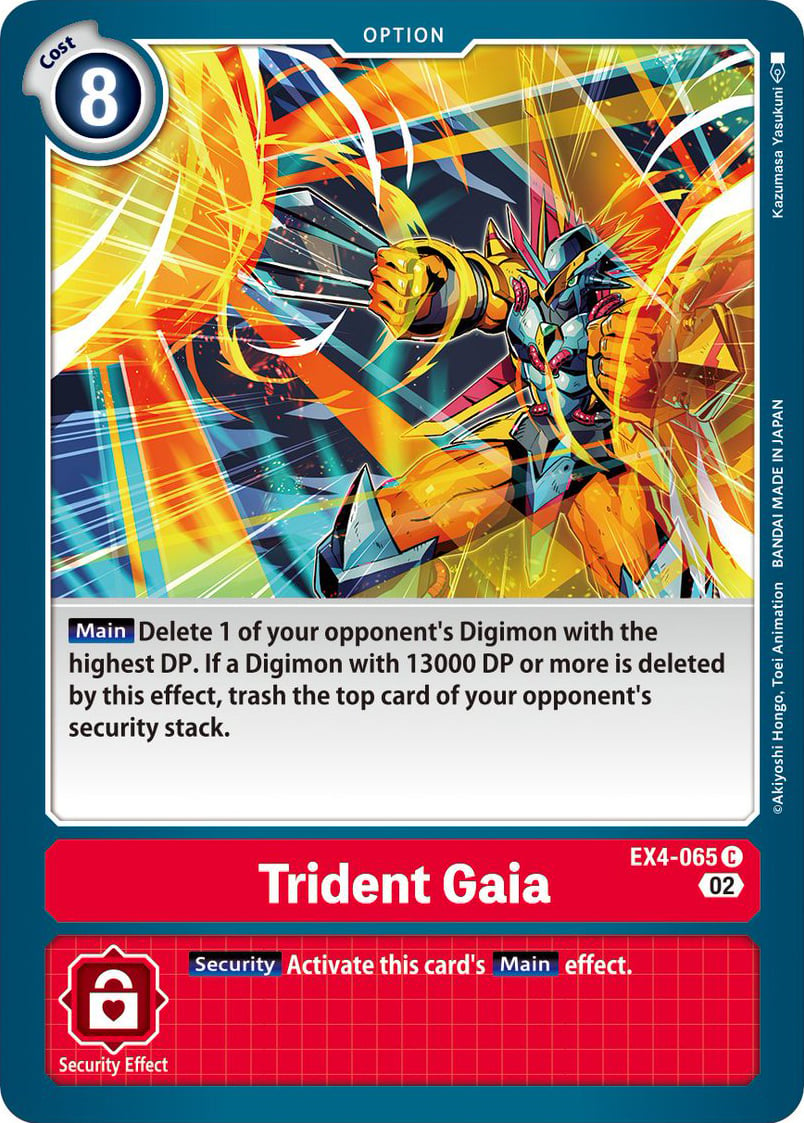 OPTION
Cost
8
Kazumasa Yasukuni
©Akiyoshi Hongo, Toei Animation BANDAI MADE IN JAPAN
Main Delete 1 of your opponent's Digimon with the
highest DP. If a Digimon with 13000 DP or more is deleted
by this effect, trash the top card of your opponent's
security stack.
EX4-065 C
Trident Gaia
02
Security Activate this card's Main effect.
Security Effect